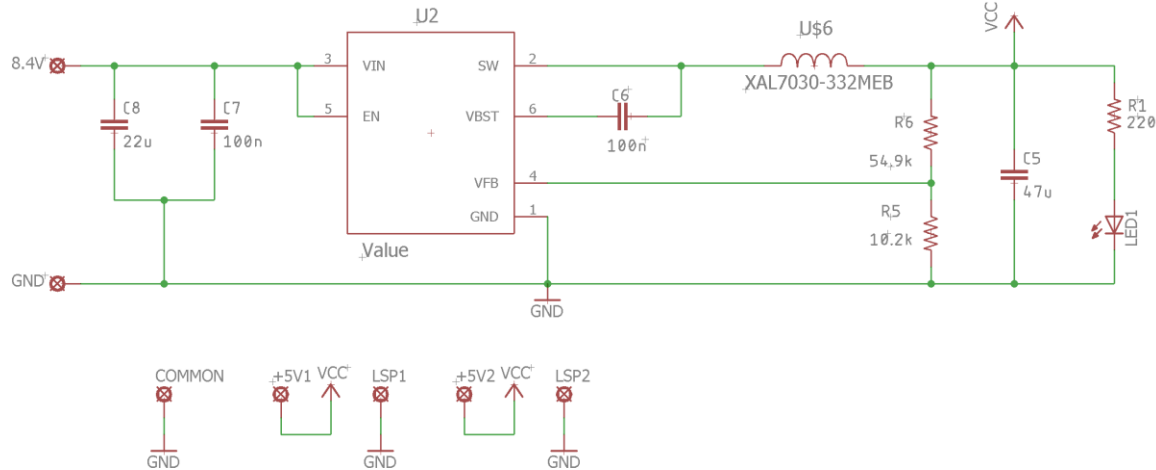 U2
U$6
VCC
8.4V
3
VIN
SW
2
XAL7030-332MEB
C8
22u
C7
100n
5
EN
VBST
6
C6
100n
R6
54.9k
R1
220
C5
47u
VFB
4
GND
1
R5
10.2k
LED1
Value
GND
GND
COMMON
+5V1
VCC
LSP1
+5V2
VCC
LSP2
GND
GND
GND